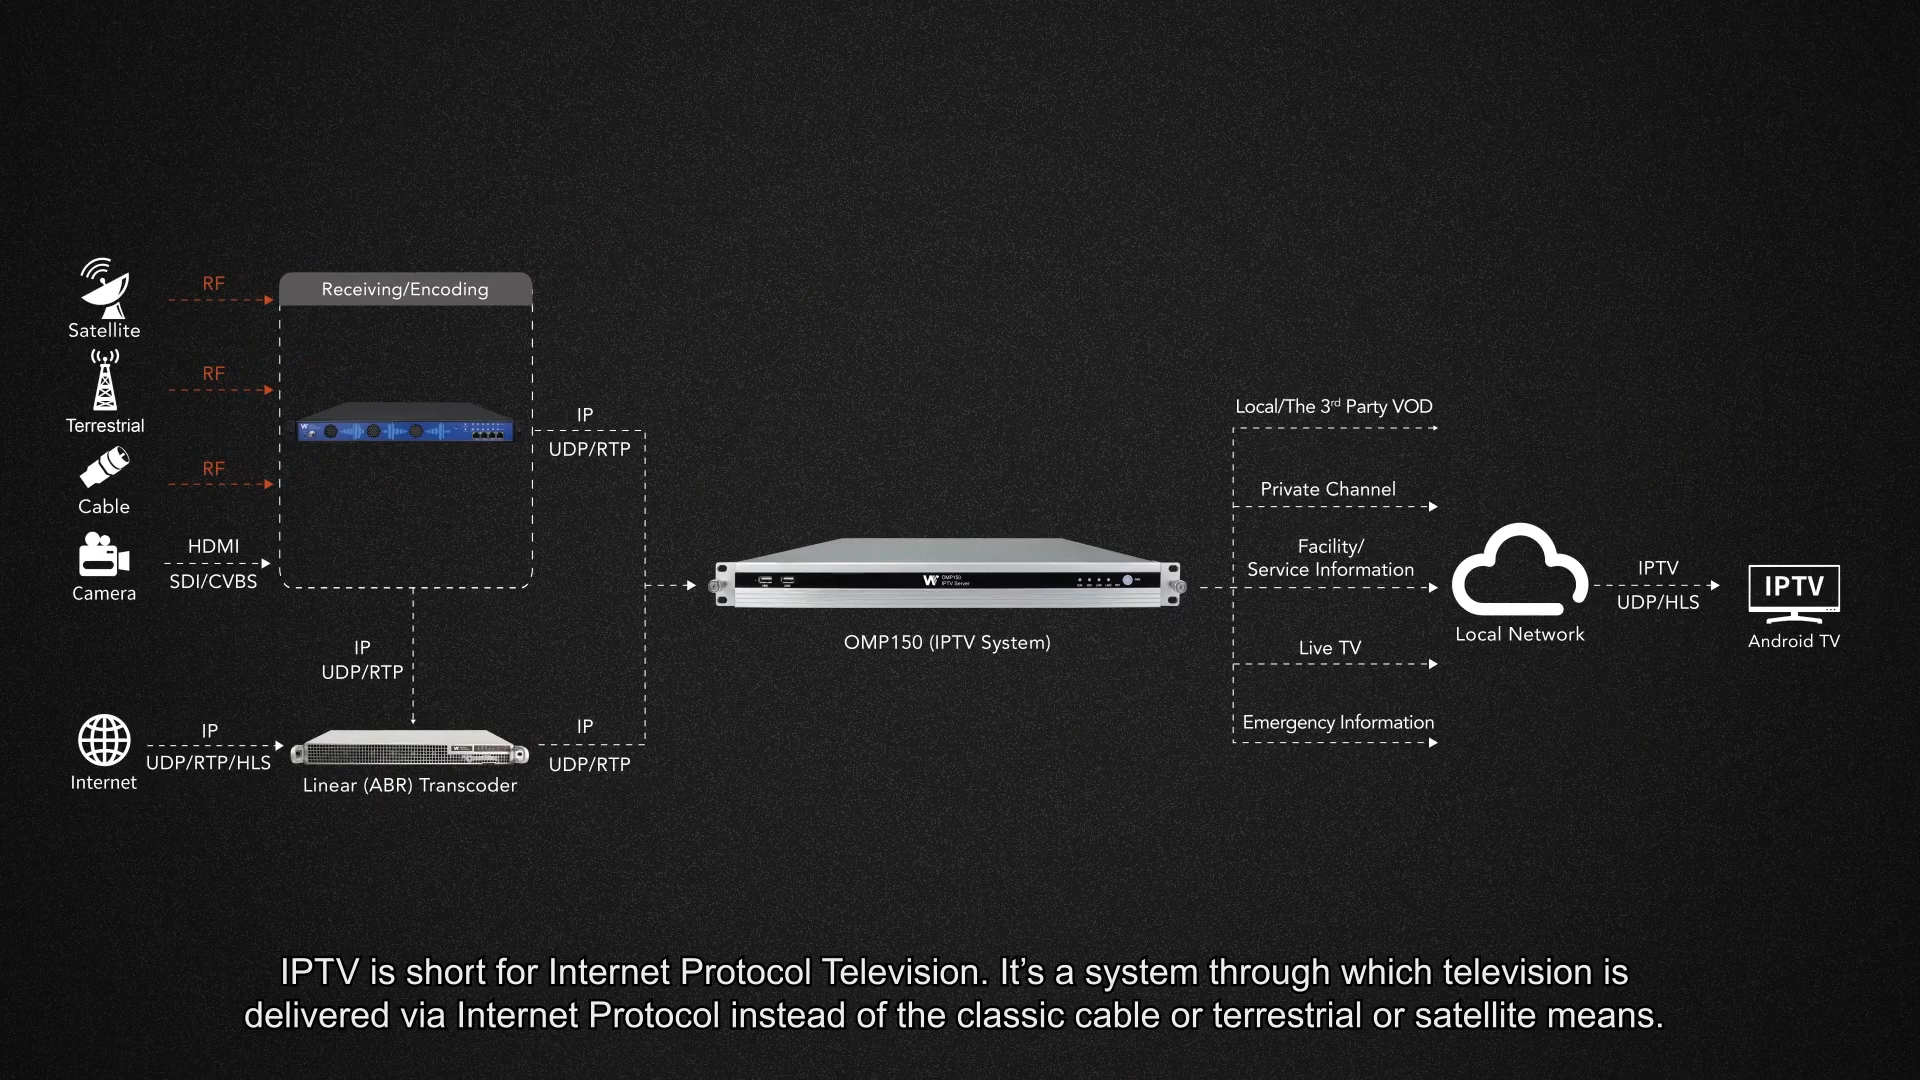 RF
Satellite
RF
Terrestrial
RF
Cable
HDMI
SDI/CVBS
Camera
Receiving/Encoding
IP
UDP/RTP
IP
UDP/RTP
Internet
IP
UDP/RTP/HLS
Linear (ABR) Transcoder
IP
UDP/RTP
OMP150
IPTV Server
OMP150 (IPTV System)
Local/The 3rd Party VOD
Private Channel
Facility/
Service Information
Live TV
Emergency Information
Local Network
IPTV
UDP/HLS
IPTV
Android TV
IPTV is short for Internet Protocol Television. It’s a system through which television is
delivered via Internet Protocol instead of the classic cable or terrestrial or satellite means.